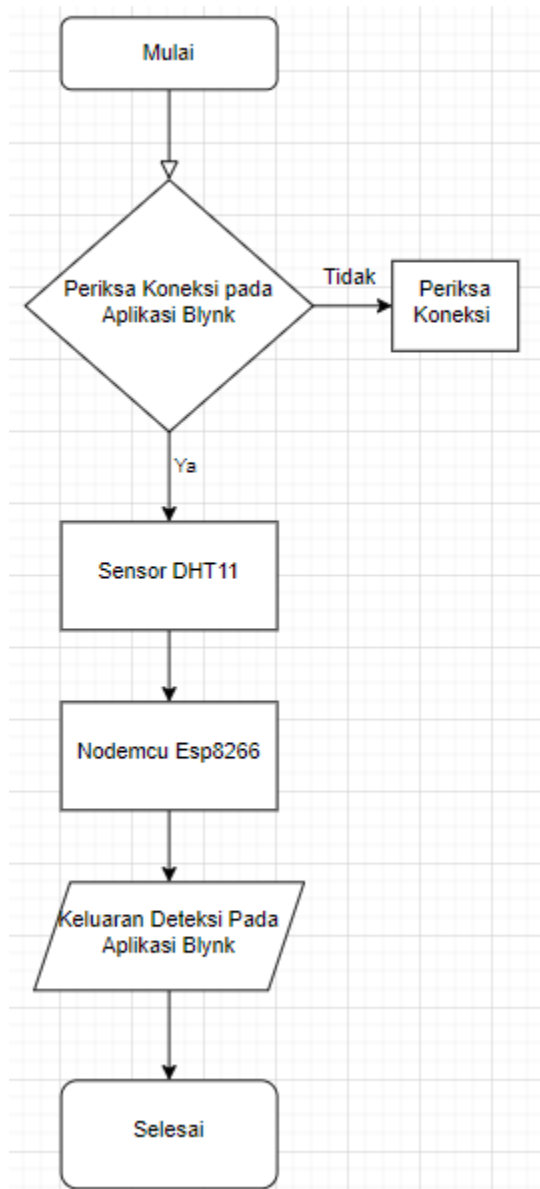 Mulai
Periksa Koneksi pada
Aplikasi Blynk
Tidak
Periksa
Koneksi
Ya
Sensor DHT11
Nodemcu Esp8266
Keluaran Deteksi Pada
Aplikasi Blynk
Selesai